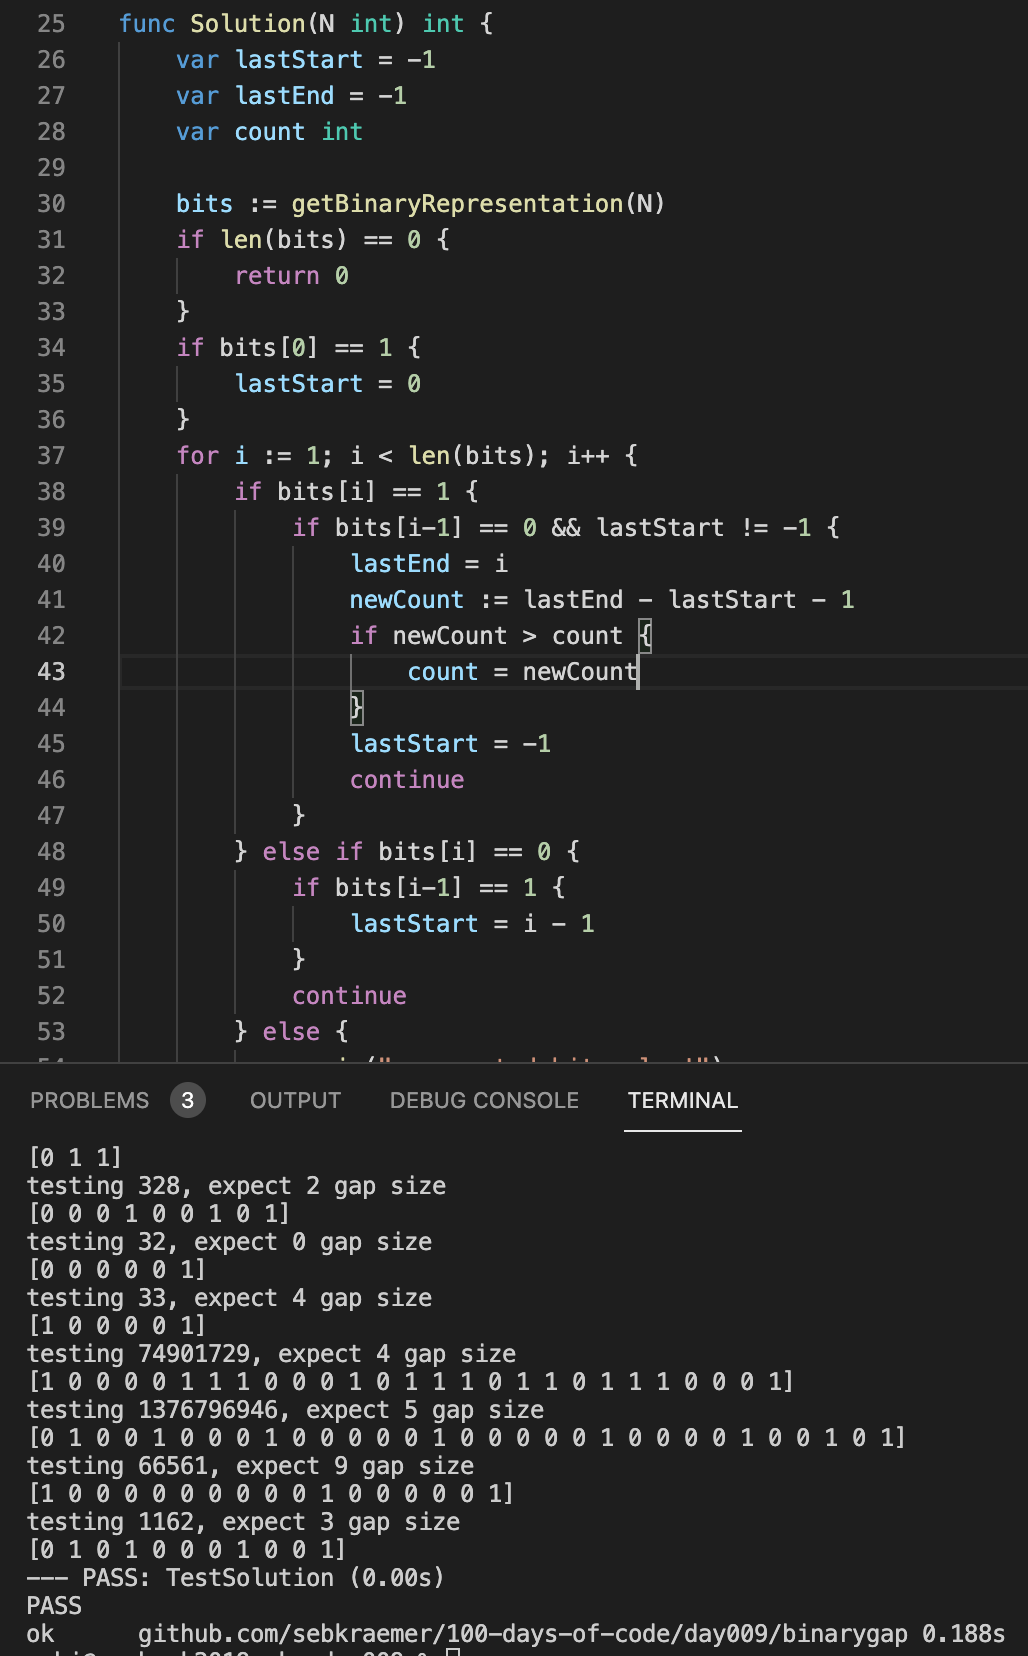 25 func Solution(N int) int {
26 var lastStart = -1
27 var lastEnd = -1
28 var count int
29
30 bits := getBinaryRepresentation(N)
31 if len(bits) == 0 {
32 return 0
33 }
34 if bits[0] == 1 {
35 lastStart = 0
36 }
37 for i := 1; i < len(bits); i++ {
38 if bits[i] == 1 {
39 if bits[i-1] == 0 && lastStart != -1 {
40 lastEnd = i
41 newCount := lastEnd - lastStart - 1
42 if newCount > count {
43 count = newCount
44 }
45 lastStart = -1
46 continue
47 }
48 } else if bits[i] == 0 {
49 if bits[i-1] == 1 {
50 lastStart = i - 1
51 }
52 continue
53 } else {
PROBLEMS 3 OUTPUT DEBUG CONSOLE TERMINAL
[0 1 1]
testing 328, expect 2 gap size
[0 0 0 1 0 0 1 0 1]
testing 32, expect 0 gap size
[0 0 0 0 0 1]
testing 33, expect 4 gap size
[1 0 0 0 0 1]
testing 74901729, expect 4 gap size
[1 0 0 0 0 1 1 1 0 0 0 1 0 1 1 1 0 1 1 0 1 1 1 0 0 0 1]
testing 1376796946, expect 5 gap size
[0 1 0 0 1 0 0 0 1 0 0 0 0 0 1 0 0 0 0 0 1 0 0 0 0 1 0 0 1 0 1]
testing 66561, expect 9 gap size
[1 0 0 0 0 0 0 0 0 0 1 0 0 0 0 0 1]
testing 1162, expect 3 gap size
[0 1 0 1 0 0 0 1 0 0 1]
--- PASS: TestSolution (0.00s)
PASS
ok github.com/sebkraemer/100-days-of-code/day009/binarygap 0.188s